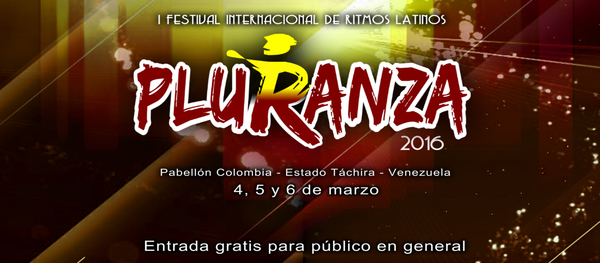 I FESTIVAL INTERNACIONAL DE RITMOS LATINOS
PLURANZA
2016
Pabellón Colombia - Estado Táchira - Venezuela
4, 5 y 6 de marzo
Entrada gratis para público en general